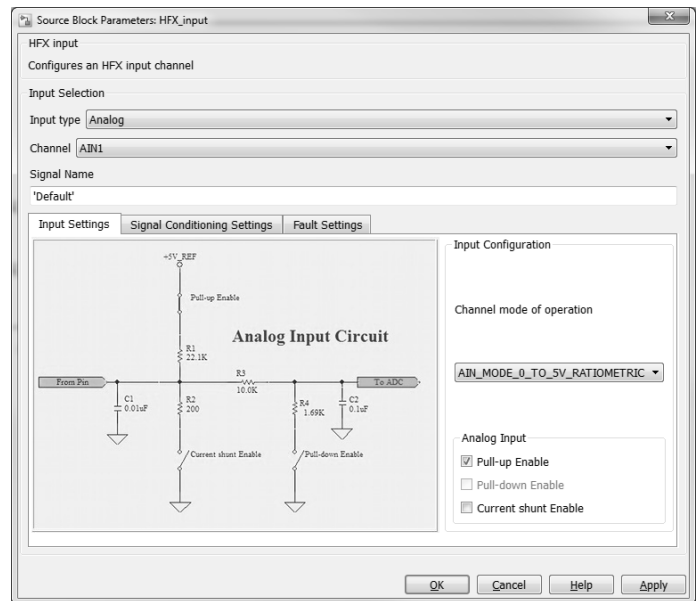 Source Block Parameters: HFX_input
HFX input
Configures an HFX input channel
Input Selection
Input type Analog
Channel AIN1
Signal Name
'Default'
Input Settings Signal Conditioning Settings Fault Settings
+5V_REF
Pull-up Enable
Analog Input Circuit
R1
22.1K
From Pin
R3
10.0K
To ADC
C1
0.01uF
R2
200
R4
1.69K
C2
0.1uF
Current shunt Enable
Pull-down Enable
Input Configuration
Channel mode of operation
AIN_MODE_0_TO_5V_RATIOMETRIC
Analog Input
Pull-up Enable
Pull-down Enable
Current shunt Enable
OK Cancel Help Apply